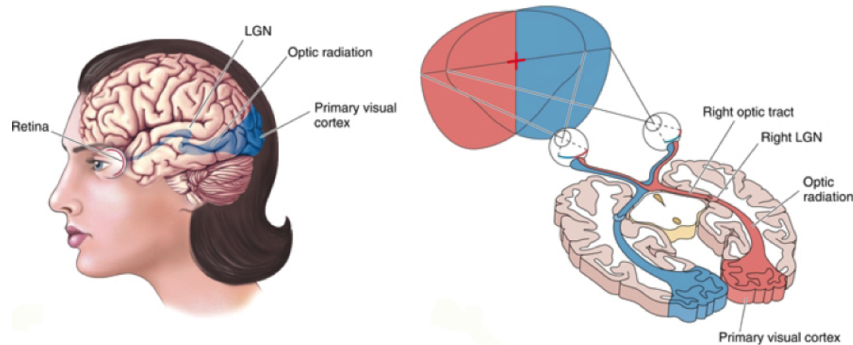 LGN
Optic radiation
Primary visual
cortex
Retina
Right optic tract
Right LGN
Optic
radiation
Primary visual cortex